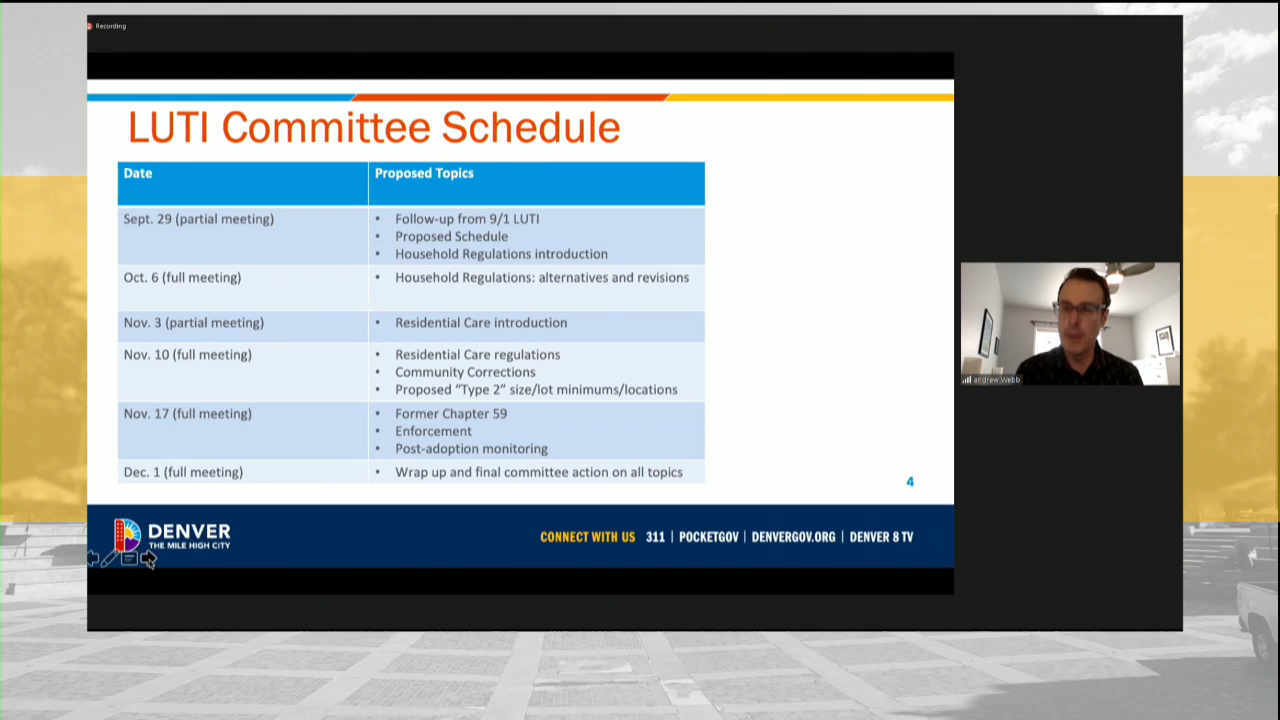 Recording
LUTI Committee Schedule
Date
Proposed Topics
Sept. 29 (partial meeting)
• Follow-up from 9/1 LUTI
• Proposed Schedule
• Household Regulations introduction
Oct. 6 (full meeting)
• Household Regulations: alternatives and revisions
Nov. 3 (partial meeting)
• Residential Care introduction
Nov. 10 (full meeting)
• Residential Care regulations
• Community Corrections
• Proposed “Type 2” size/lot minimums/locations
Nov. 17 (full meeting)
• Former Chapter 59
• Enforcement
• Post-adoption monitoring
Dec. 1 (full meeting)
• Wrap up and final committee action on all topics
4
DENVER
THE MILE HIGH CITY
CONNECT WITH US 311 | POCKETGOV | DENVERGOV.ORG | DENVER 8 TV
andrew Webb